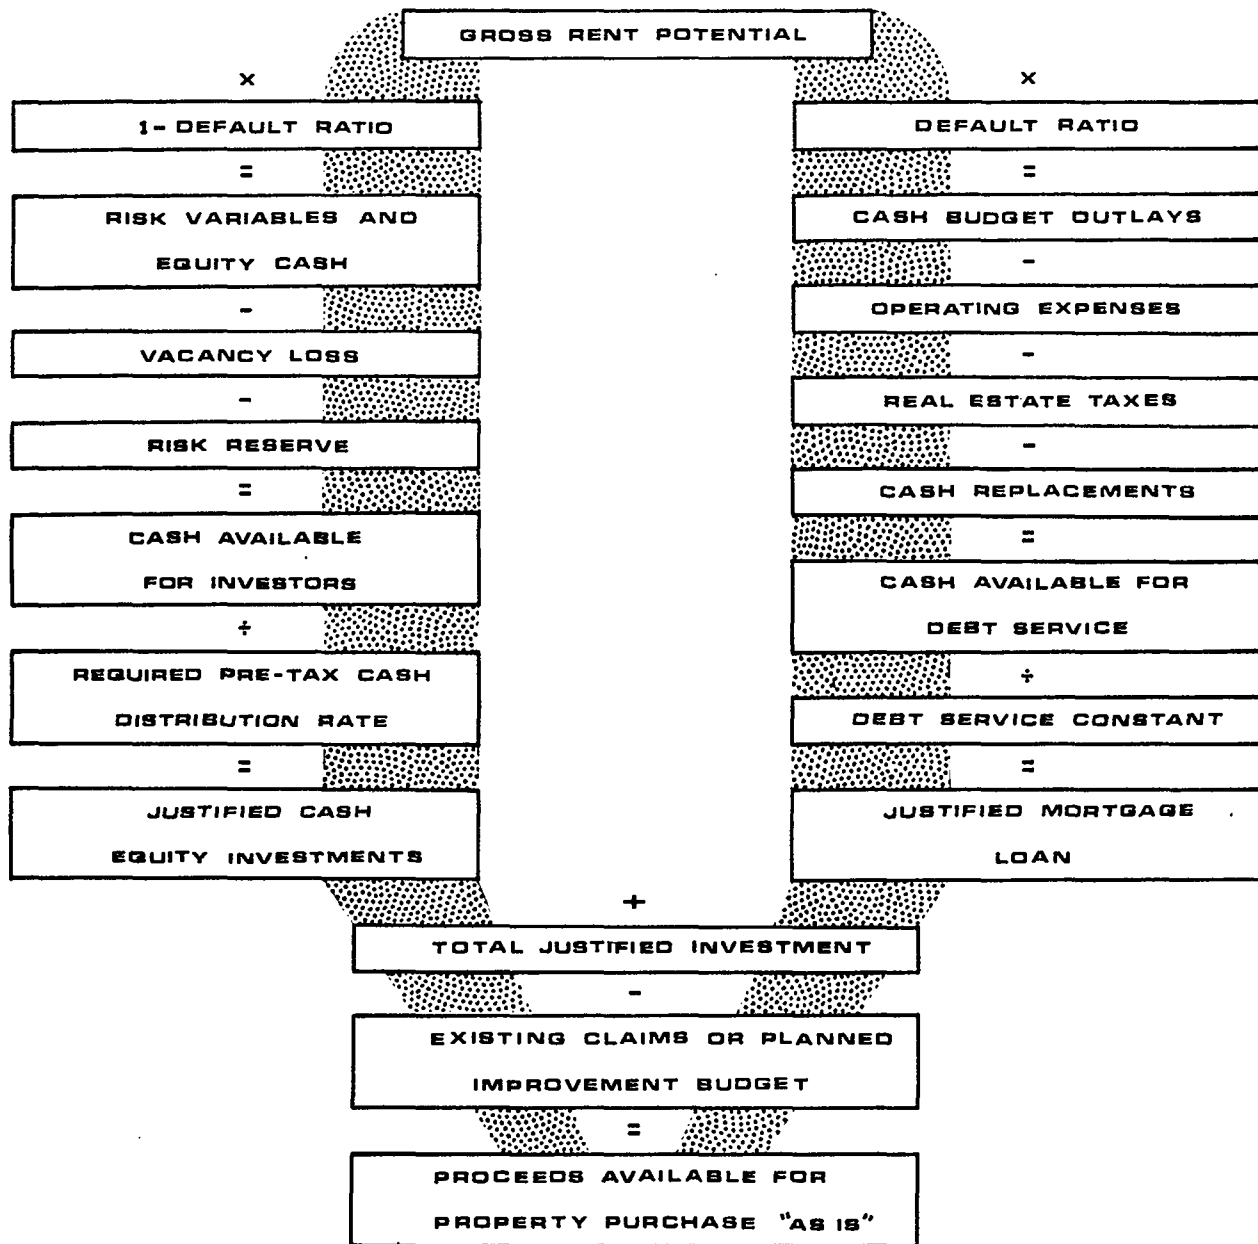 GROSS RENT POTENTIAL
×
1- DEFAULT RATIO
=
RISK VARIABLES AND
EQUITY CASH
-
VACANCY LOSS
-
RISK RESERVE
=
CASH AVAILABLE
FOR INVESTORS
÷
REQUIRED PRE-TAX CASH
DISTRIBUTION RATE
=
JUSTIFIED CASH
EQUITY INVESTMENTS
×
DEFAULT RATIO
=
CASH BUDGET OUTLAYS
-
OPERATING EXPENSES
-
REAL ESTATE TAXES
-
CASH REPLACEMENTS
=
CASH AVAILABLE FOR
DEBT SERVICE
÷
DEBT SERVICE CONSTANT
=
JUSTIFIED MORTGAGE
LOAN
+
TOTAL JUSTIFIED INVESTMENT
-
EXISTING CLAIMS OR PLANNED
IMPROVEMENT BUDGET
=
PROCEEDS AVAILABLE FOR
PROPERTY PURCHASE "AS IS"